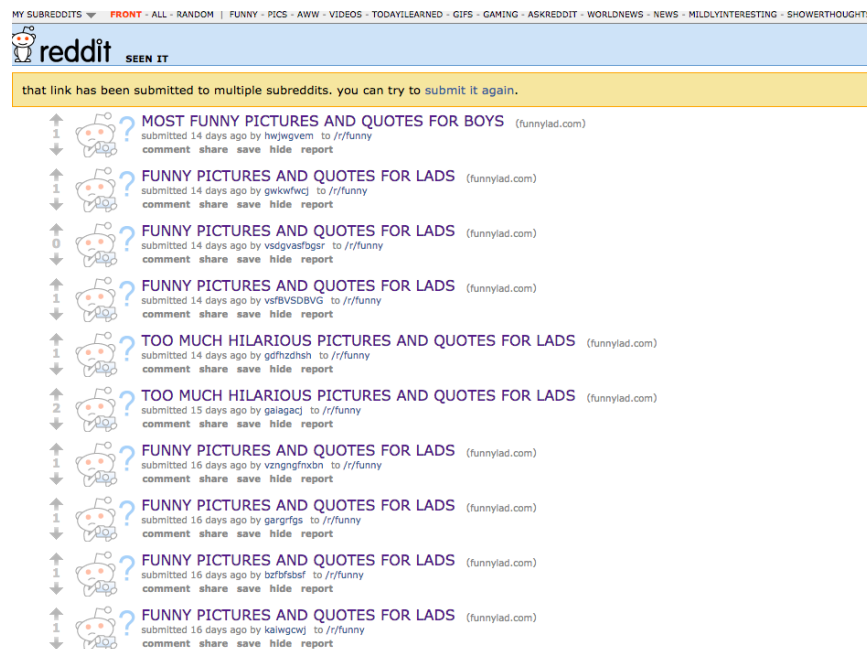 MY SUBREDDITS FRONT - ALL - RANDOM | FUNNY - PICS - AWW - VIDEOS - TODAYILEARNED - GIFS - GAMING - ASKREDDIT - WORLDNEWS - NEWS - MILDLYINTERESTING - SHOWERTHOUGHTS
reddit SEEN IT
that link has been submitted to multiple subreddits. you can try to submit it again.
MOST FUNNY PICTURES AND QUOTES FOR BOYS (funnylad.com)
1
submitted 14 days ago by hwjwgvem to /r/funny
comment share save hide report
FUNNY PICTURES AND QUOTES FOR LADS (funnylad.com)
1
submitted 14 days ago by gwkwfwcj to /r/funny
comment share save hide report
FUNNY PICTURES AND QUOTES FOR LADS (funnylad.com)
0
submitted 14 days ago by vsdgvasfbgsr to /r/funny
comment share save hide report
FUNNY PICTURES AND QUOTES FOR LADS (funnylad.com)
1
submitted 14 days ago by vsfBVSDBVG to /r/funny
comment share save hide report
TOO MUCH HILARIOUS PICTURES AND QUOTES FOR LADS (funnylad.com)
1
submitted 14 days ago by gdfhzdhsh to /r/funny
comment share save hide report
TOO MUCH HILARIOUS PICTURES AND QUOTES FOR LADS (funnylad.com)
2
submitted 15 days ago by gaiagacj to /r/funny
comment share save hide report
FUNNY PICTURES AND QUOTES FOR LADS (funnylad.com)
1
submitted 16 days ago by vzngngfnxbn to /r/funny
comment share save hide report
FUNNY PICTURES AND QUOTES FOR LADS (funnylad.com)
1
submitted 16 days ago by gargrfgs to /r/funny
comment share save hide report
FUNNY PICTURES AND QUOTES FOR LADS (funnylad.com)
1
submitted 16 days ago by bzfbfsbsf to /r/funny
comment share save hide report
FUNNY PICTURES AND QUOTES FOR LADS (funnylad.com)
1
submitted 16 days ago by kaiwgcwj to /r/funny
comment share save hide report